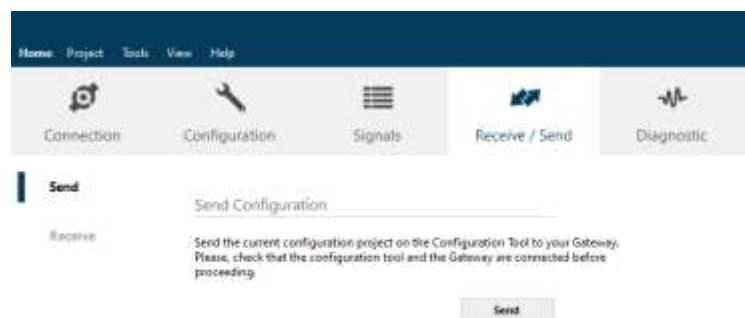 Home Project Tools View Help
Connection Configuration Signals Receive / Send Diagnostic
Send
Send Configuration
Receive
Send the current configuration project on the Configuration Tool to your Gateway.
Please, check that the configuration tool and the Gateway are connected before
proceeding.
Send